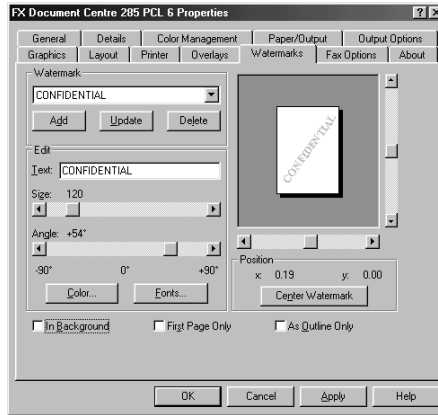 FX Document Centre 285 PCL 6 Properties
General Details Color Management Paper/Output Output Options
Graphics Layout Printer Overlays Watermarks Fax Options About
Watermark
CONFIDENTIAL
Add Update Delete
Edit
Text: CONFIDENTIAL
Size: 120
Angle: +54°
-90° 0° +90°
Color... Fonts...
CONFIDENTIAL
Position
x: 0.19 y: 0.00
Center Watermark
In Background First Page Only As Outline Only
OK Cancel Apply Help